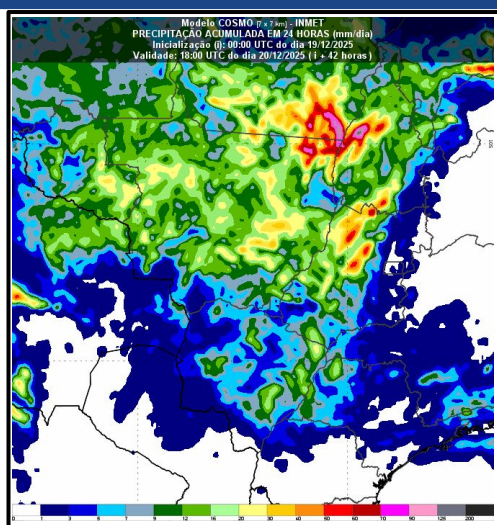 Modelo COSMO [7 x 7 km] - INMET
PRECIPITAÇÃO ACUMULADA EM 24 HORAS (mm/dia)
Inicialização (i): 00:00 UTC do dia 19/12/2025
Validade: 18:00 UTC do dia 20/12/2025 ( i + 42 horas )
0 1 3 5 7 9 12 16 20 30 40 50 60 70 90 126 200